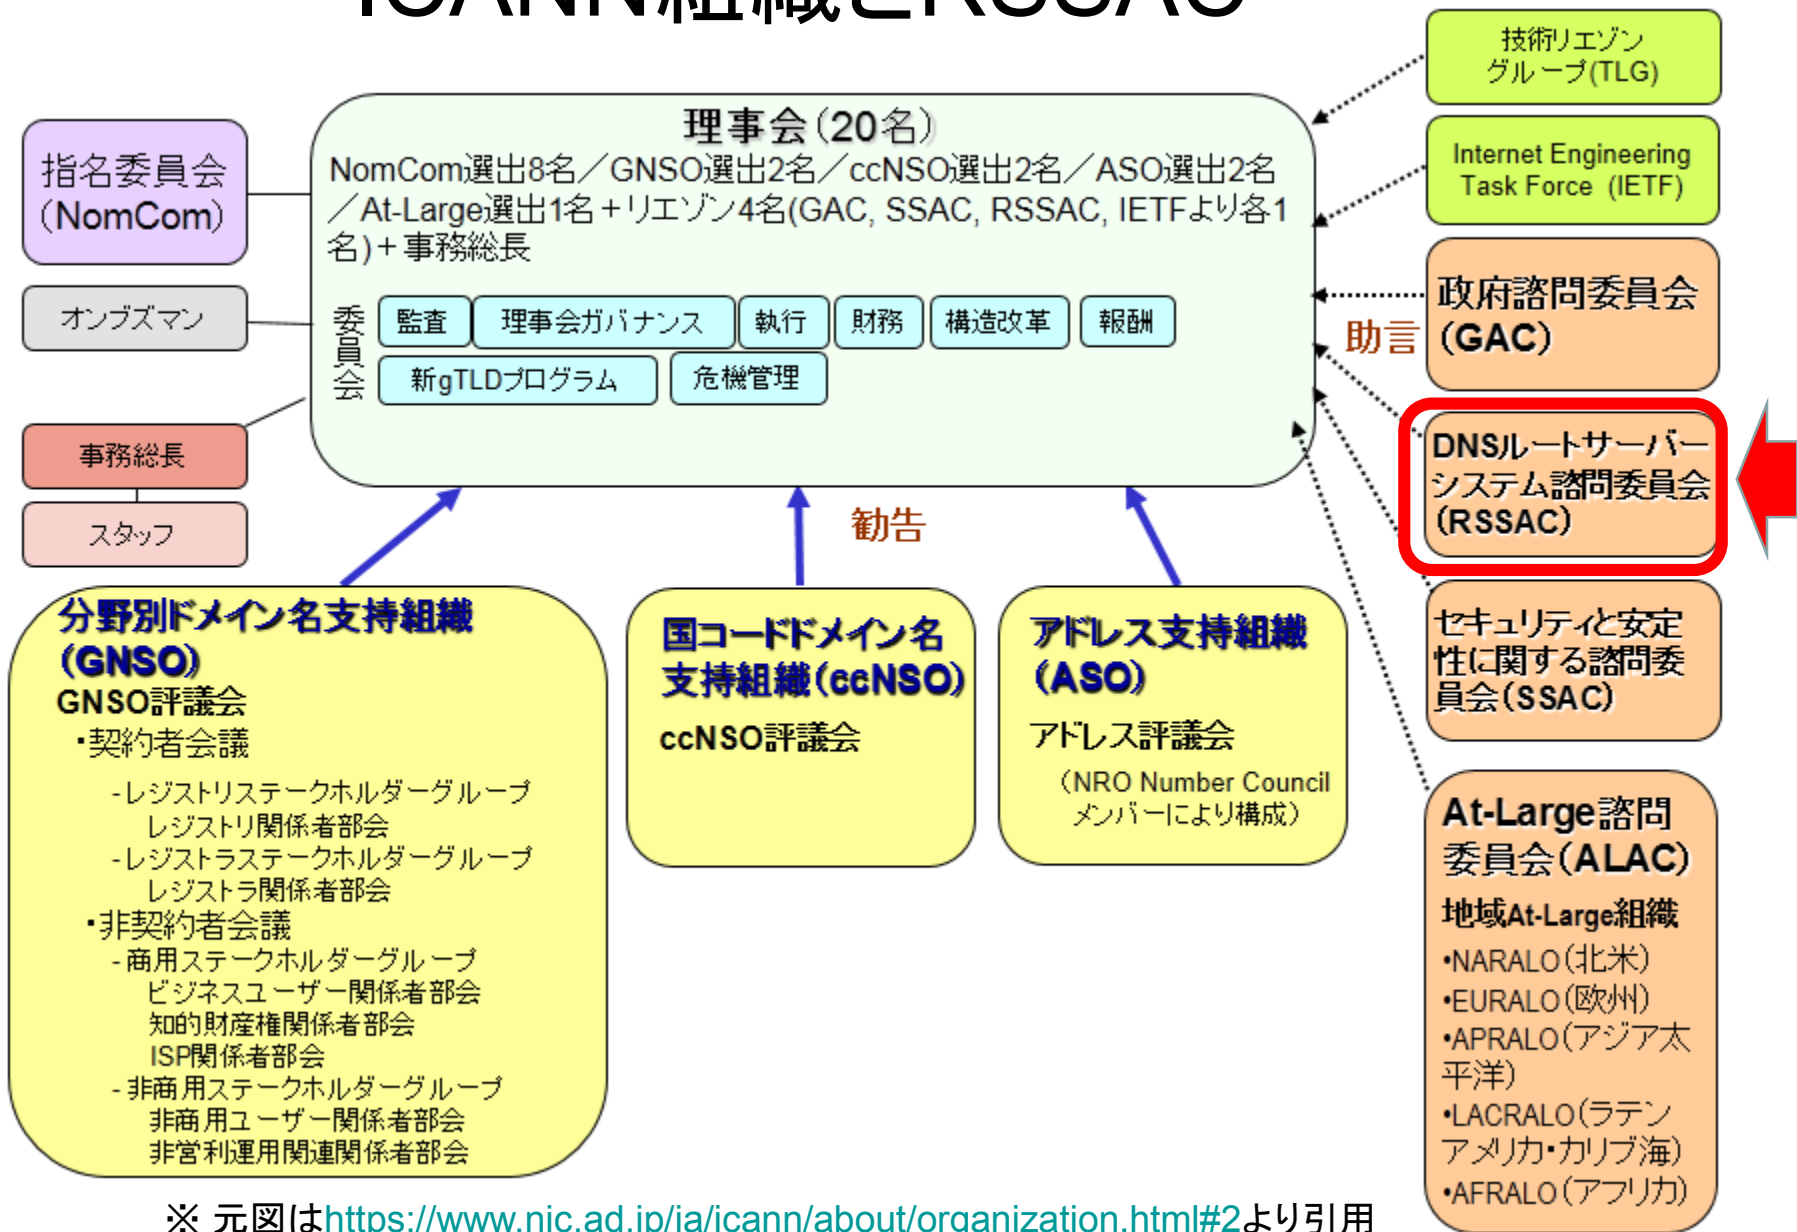 ICANN組織とRSSAC
技術リエゾン
グループ(TLG)
Internet Engineering
Task Force (IETF)
指名委員会
(NomCom)
オンブズマン
事務総長
スタッフ
理事会(20名)
NomCom選出8名／GNSO選出2名／ccNSO選出2名／ASO選出2名
／At-Large選出1名＋リエゾン4名(GAC, SSAC, RSSAC, IETFより各1
名)＋事務総長
委員会
監査
理事会ガバナンス
執行
財務
構造改革
報酬
新gTLDプログラム
危機管理
助言
政府諮問委員会
(GAC)
DNSルートサーバー
システム諮問委員会
(RSSAC)
セキュリティと安定
性に関する諮問委
員会(SSAC)
At-Large諮問
委員会(ALAC)
地域At-Large組織
•NARALO(北米)
•EURALO(欧州)
•APRALO(アジア太
平洋)
•LACRALO(ラテン
アメリカ・カリブ海)
•AFRALO(アフリカ)
勧告
分野別ドメイン名支持組織
(GNSO)
GNSO評議会
・契約者会議
-レジストリステークホルダーグループ
レジストリ関係者部会
-レジストラステークホルダーグループ
レジストラ関係者部会
・非契約者会議
-商用ステークホルダーグループ
ビジネスユーザー関係者部会
知的財産権関係者部会
ISP関係者部会
-非商用ステークホルダーグループ
非商用ユーザー関係者部会
非営利運用関連関係者部会
国コードドメイン名
支持組織(ccNSO)
ccNSO評議会
アドレス支持組織
(ASO)
アドレス評議会
(NRO Number Council
メンバーにより構成)
※ 元図はhttps://www.nic.ad.jp/ja/icann/about/organization.html#2より引用